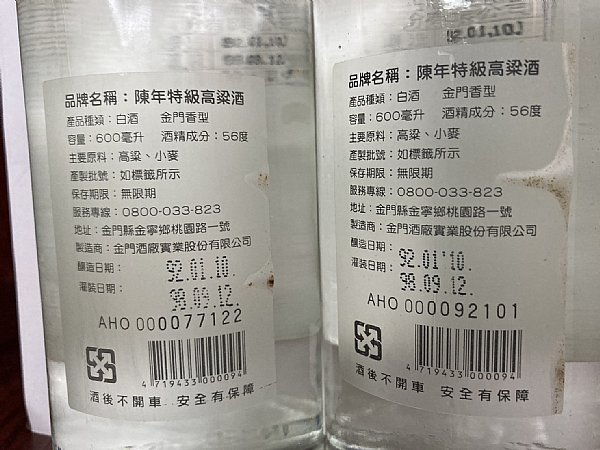 品牌名稱：陳年特級高粱酒
產品種類：白酒 金門香型
容量：600毫升 酒精成分：56度
主要原料：高粱、小麥
產製批號：如標籤所示
保存期限：無限期
服務專線：0800-033-823
地址：金門縣金寧鄉桃園路一號
製造商：金門酒廠實業股份有限公司
釀造日期： 92.01.10.
灌裝日期： 98.09.12.
AHO 000077122
4 719433 000094
酒後不開車 安全有保障
品牌名稱：陳年特級高粱酒
產品種類：白酒 金門香型
容量：600毫升 酒精成分：56度
主要原料：高粱、小麥
產製批號：如標籤所示
保存期限：無限期
服務專線：0800-033-823
地址：金門縣金寧鄉桃園路一號
製造商：金門酒廠實業股份有限公司
釀造日期： 92.01'10.
灌裝日期： 98.09.12.
AHO 000092101
4 719433 000094
酒後不開車 安全有保障